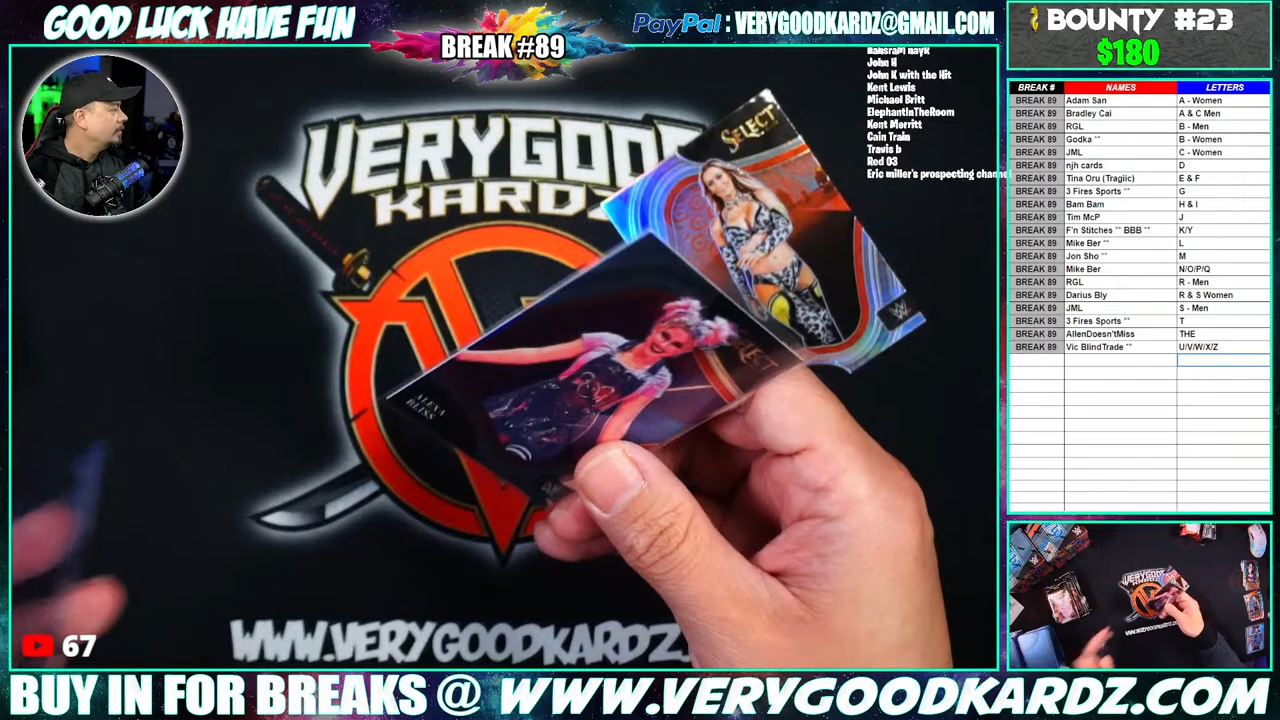 GOOD LUCK HAVE FUN
BREAK #89
PayPal : VERYGOODKARDZ@GMAIL.COM
BOUNTY #23
$180
John H
John K with the Hit
Kent Lewis
Michael Britt
ElephantInTheRoom
Kent Merritt
Cain Train
Travis b
Red 03
Eric miller's prospecting channe
BREAK # NAMES LETTERS
BREAK 89 Adam San A - Women
BREAK 89 Bradley Cai A & C Men
BREAK 89 RGL B - Men
BREAK 89 Godka ** B - Women
BREAK 89 JML C - Women
BREAK 89 njh cards D
BREAK 89 Tina Oru (Tragiic) E & F
BREAK 89 3 Fires Sports ** G
BREAK 89 Bam Bam H & I
BREAK 89 Tim McP J
BREAK 89 F'n Stitches ** BBB ** K/Y
BREAK 89 Mike Ber ** L
BREAK 89 Jon Sho ** M
BREAK 89 Mike Ber N/O/P/Q
BREAK 89 RGL R - Men
BREAK 89 Darius Bly R & S Women
BREAK 89 JML S - Men
BREAK 89 3 Fires Sports ** T
BREAK 89 AllenDoesn'tMiss THE
BREAK 89 Vic BlindTrade ** U/V/W/X/Z
VERYGOOD
KARDZ
SELECT
ALEXA
BLISS
WWW.VERYGOODKARDZ.
67
BUY IN FOR BREAKS @ WWW.VERYGOODKARDZ.COM